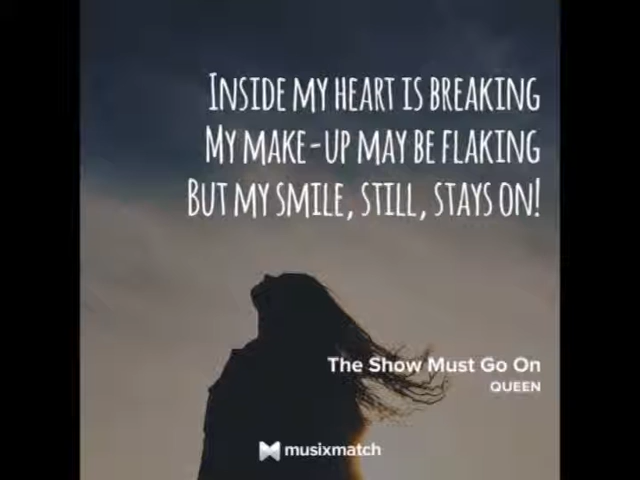 INSIDE MY HEART IS BREAKING
MY MAKE-UP MAY BE FLAKING
BUT MY SMILE, STILL, STAYS ON!
The Show Must Go On
QUEEN
musixmatch